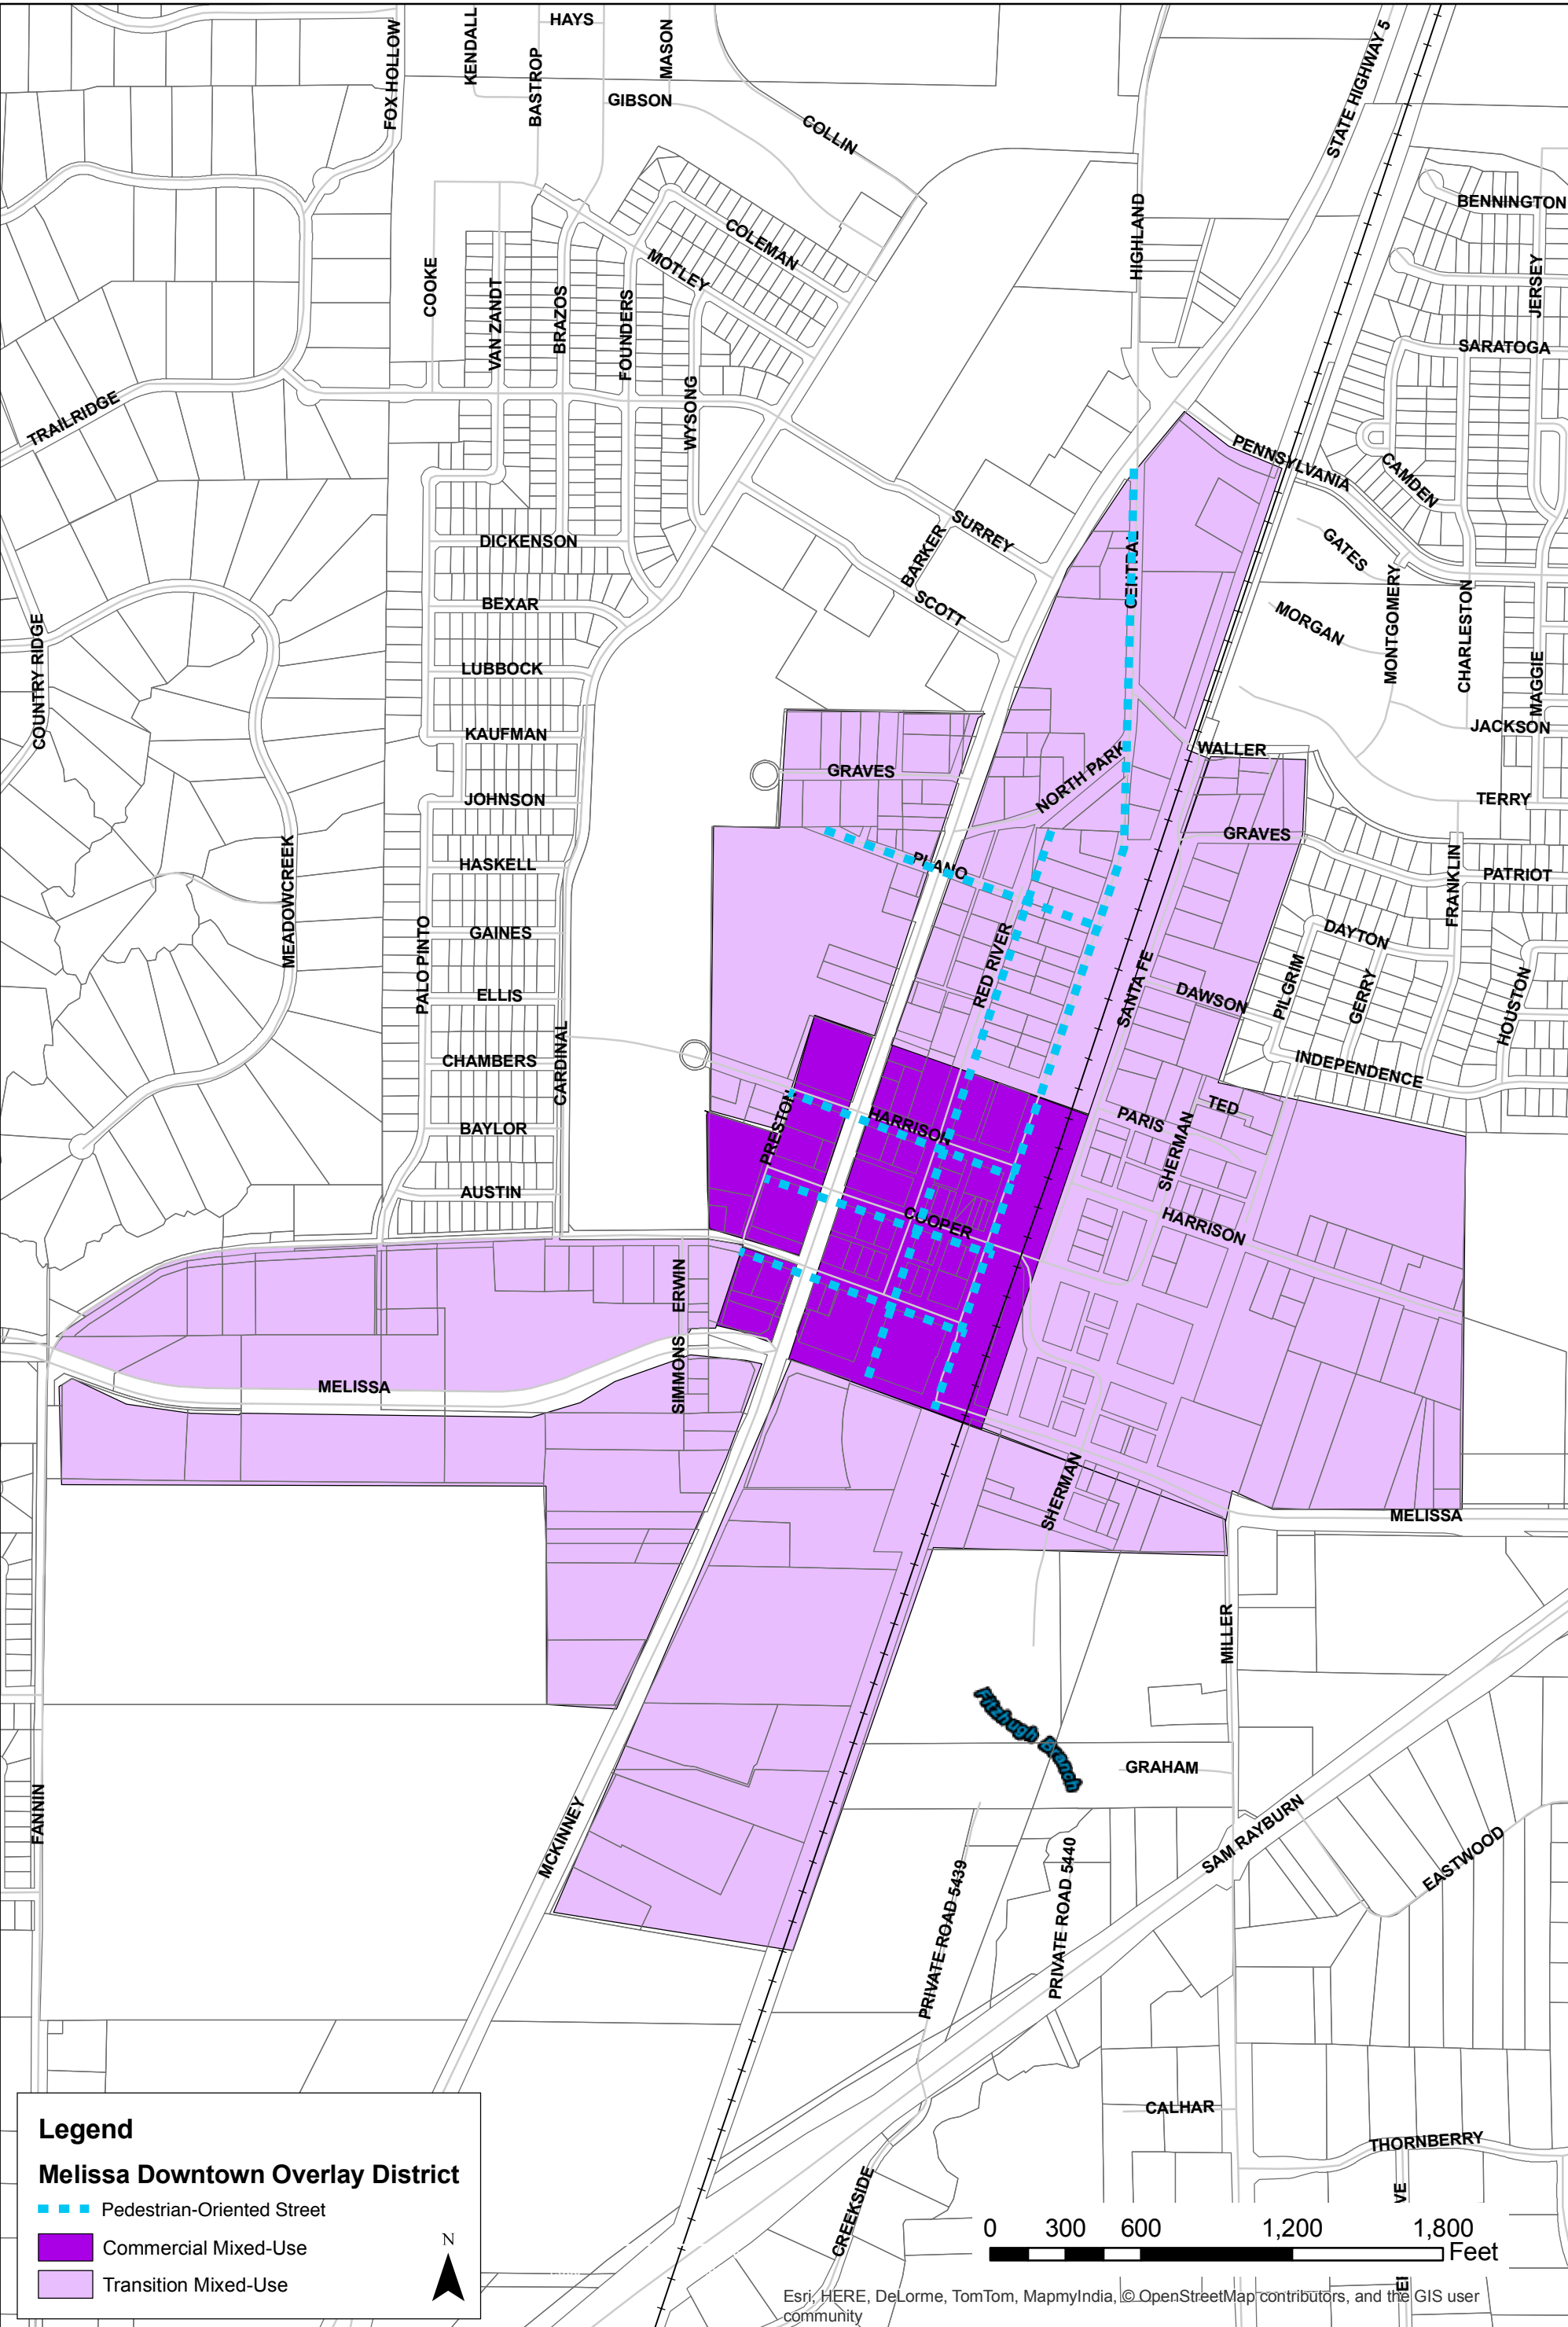 HAYS
KENDALL
FOX HOLLOW
BASTROP
MASON
GIBSON
COLLIN
STATE HIGHWAY 5
HIGHLAND
BENNINGTON
COLEMAN
MOTLEY
COOKE
VAN ZANDT
BRAZOS
FOUNDERS
JERSEY
SARATOGA
TRAILRIDGE
WYSONG
PENNSYLVANIA
CAMDEN
DICKENSON
SURREY
BARKER
CENTRAL
GATES
BEXAR
SCOTT
MORGAN
MONTGOMERY
CHARLESTON
COUNTRY RIDGE
LUBBOCK
MAGGIE
KAUFMAN
JACKSON
WALLER
GRAVES
NORTH PARK
JOHNSON
TERRY
GRAVES
HASKELL
PLANO
PATRIOT
FRANKLIN
MEADOWCREEK
GAINES
DAYTON
PALO PINTO
RED RIVER
SANTA FE
PILGRIM
GERRY
ELLIS
DAWSON
HOUSTON
CHAMBERS
CARDINAL
INDEPENDENCE
PRESTON
HARRISON
PARIS
TED
SHERMAN
BAYLOR
AUSTIN
COOPER
HARRISON
ERWIN
SIMMONS
MELISSA
SHERMAN
MELISSA
MILLER
Fitzhugh Branch
GRAHAM
FANNIN
MCKINNEY
SAM RAYBURN
EASTWOOD
PRIVATE ROAD 5439
PRIVATE ROAD 5440
CALHAR
THORNBERRY
CREEKSIDE
VE
Legend
Melissa Downtown Overlay District
Pedestrian-Oriented Street
Commercial Mixed-Use
Transition Mixed-Use
N
0 300 600 1,200 1,800
Feet
Esri, HERE, DeLorme, TomTom, MapmyIndia, © OpenStreetMap contributors, and the GIS user
community